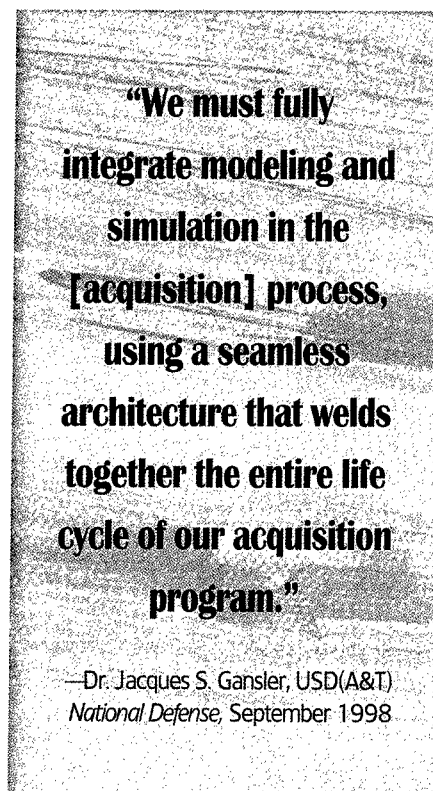 “We must fully
integrate modeling and
simulation in the
[acquisition] process,
using a seamless
architecture that welds
together the entire life
cycle of our acquisition
program.”
—Dr. Jacques S. Gansler, USD(A&T)
National Defense, September 1998